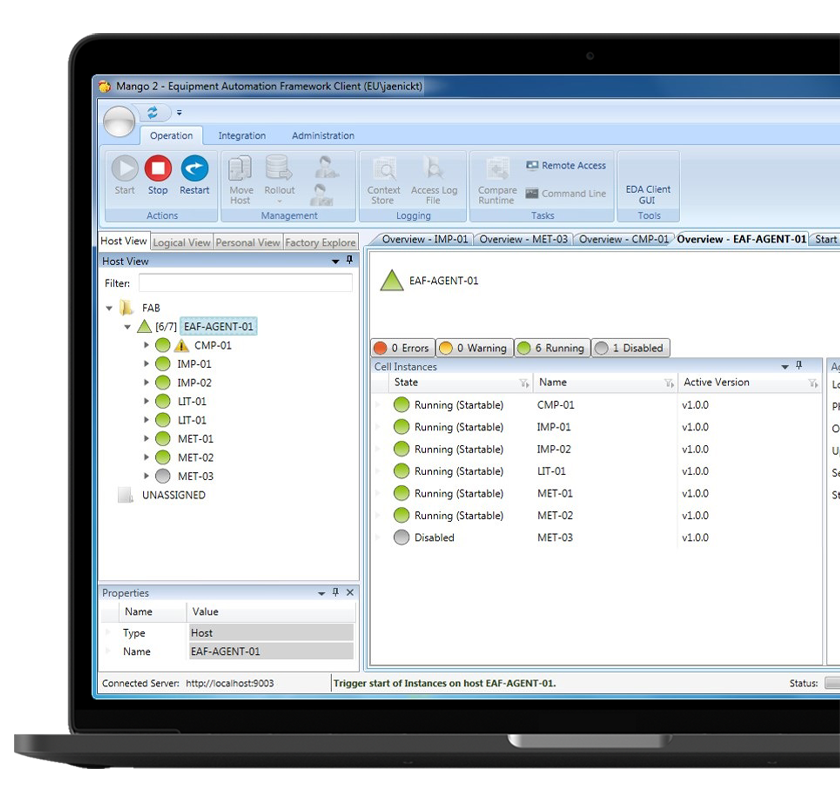 Mango 2 - Equipment Automation Framework Client (EU\jaenickt)
Operation Integration Administration
Start Stop Restart
Actions
Move Host Rollout
Management
Context Store Access Log File
Logging
Compare Runtime Remote Access Command Line
Tasks
EDA Client GUI
Tools
Host View Logical View Personal View Factory Explore
Host View
Filter:
FAB
[6/7] EAF-AGENT-01
CMP-01
IMP-01
IMP-02
LIT-01
LIT-01
MET-01
MET-02
MET-03
UNASSIGNED
Properties
Name Value
Type Host
Name EAF-AGENT-01
Overview - IMP-01 Overview - MET-03 Overview - CMP-01 Overview - EAF-AGENT-01 Start
EAF-AGENT-01
0 Errors 0 Warning 6 Running 1 Disabled
Cell Instances
State Name Active Version
Running (Startable) CMP-01 v1.0.0
Running (Startable) IMP-01 v1.0.0
Running (Startable) IMP-02 v1.0.0
Running (Startable) LIT-01 v1.0.0
Running (Startable) MET-01 v1.0.0
Running (Startable) MET-02 v1.0.0
Disabled MET-03 v1.0.0
Connected Server: http://localhost:9003 Trigger start of Instances on host EAF-AGENT-01. Status: